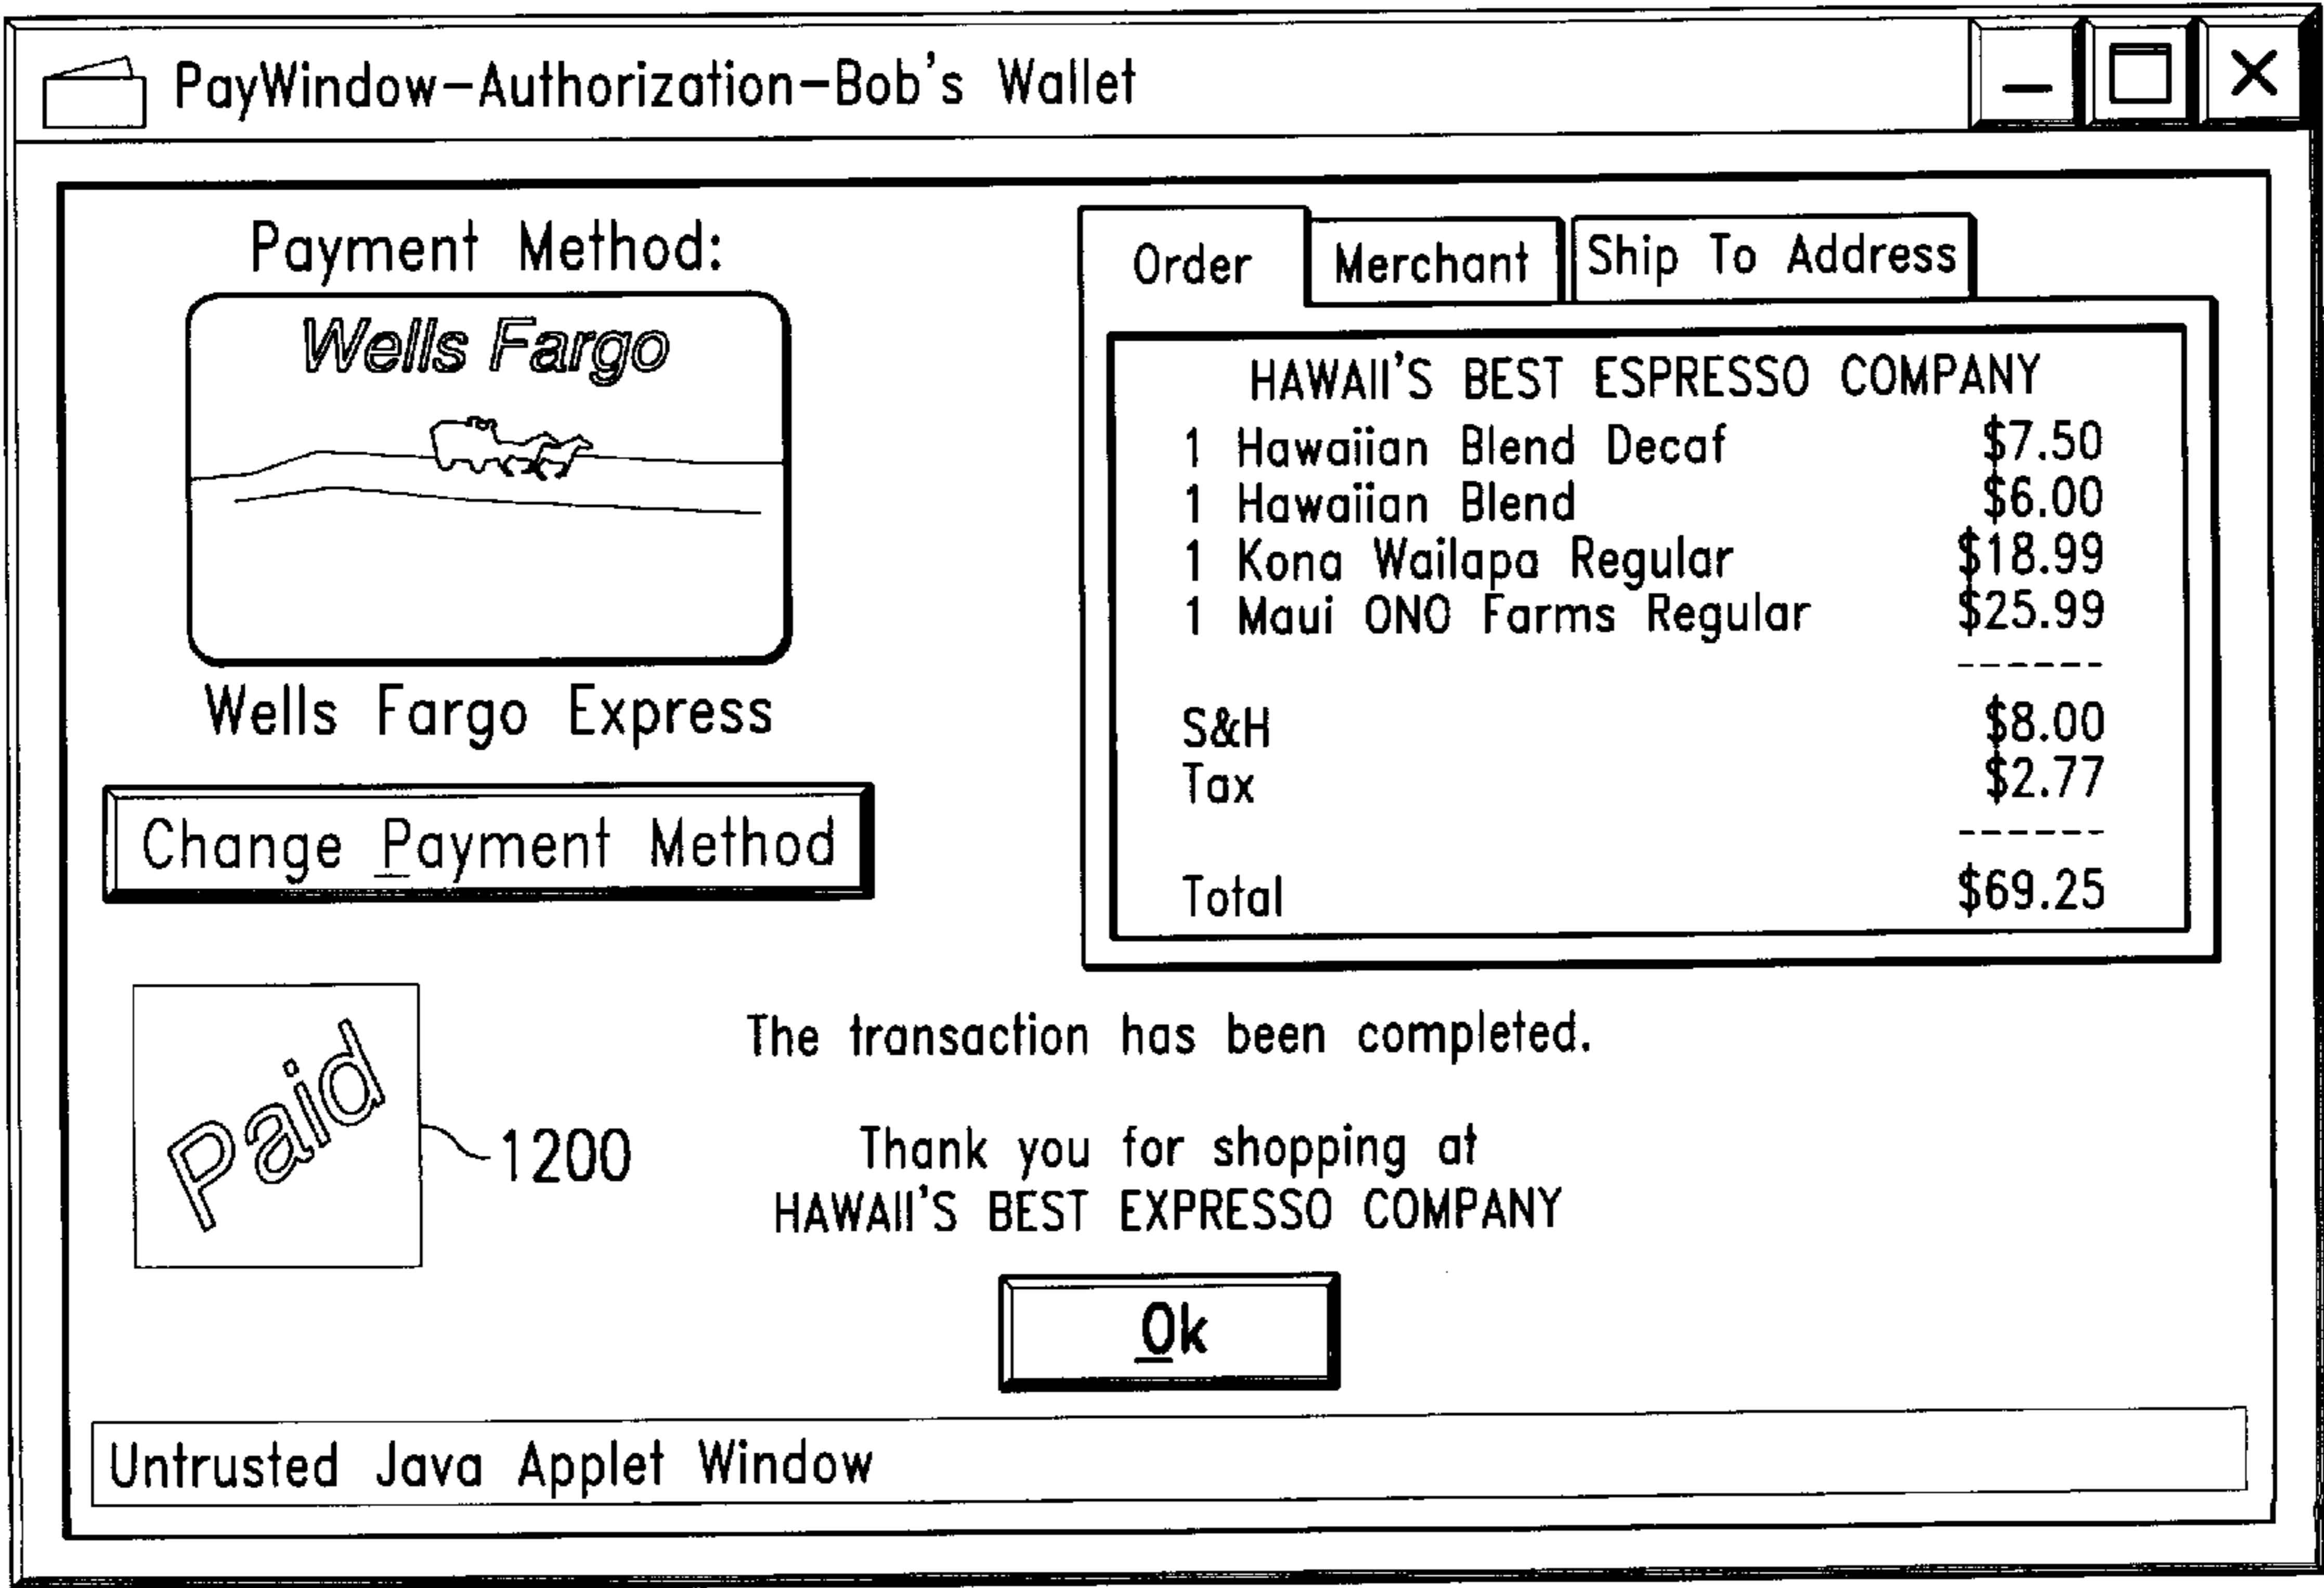 PayWindow-Authorization-Bob's Wallet
Payment Method:
Wells Fargo
Wells Fargo Express
Change Payment Method
Order Merchant Ship To Address
HAWAII'S BEST ESPRESSO COMPANY
1 Hawaiian Blend Decaf $7.50
1 Hawaiian Blend $6.00
1 Kona Wailapa Regular $18.99
1 Maui ONO Farms Regular $25.99
------
S&H $8.00
Tax $2.77
------
Total $69.25
Paid
1200
The transaction has been completed.
Thank you for shopping at
HAWAII'S BEST EXPRESSO COMPANY
Ok
Untrusted Java Applet Window